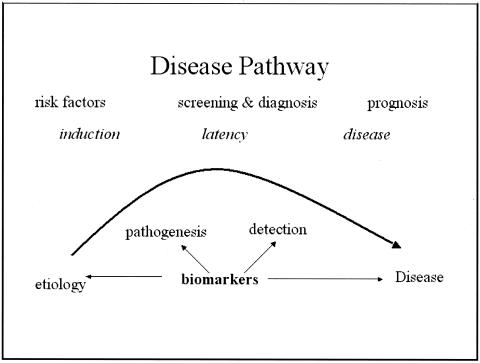 Disease Pathway
risk factors screening & diagnosis prognosis
induction latency disease
pathogenesis detection
etiology biomarkers Disease